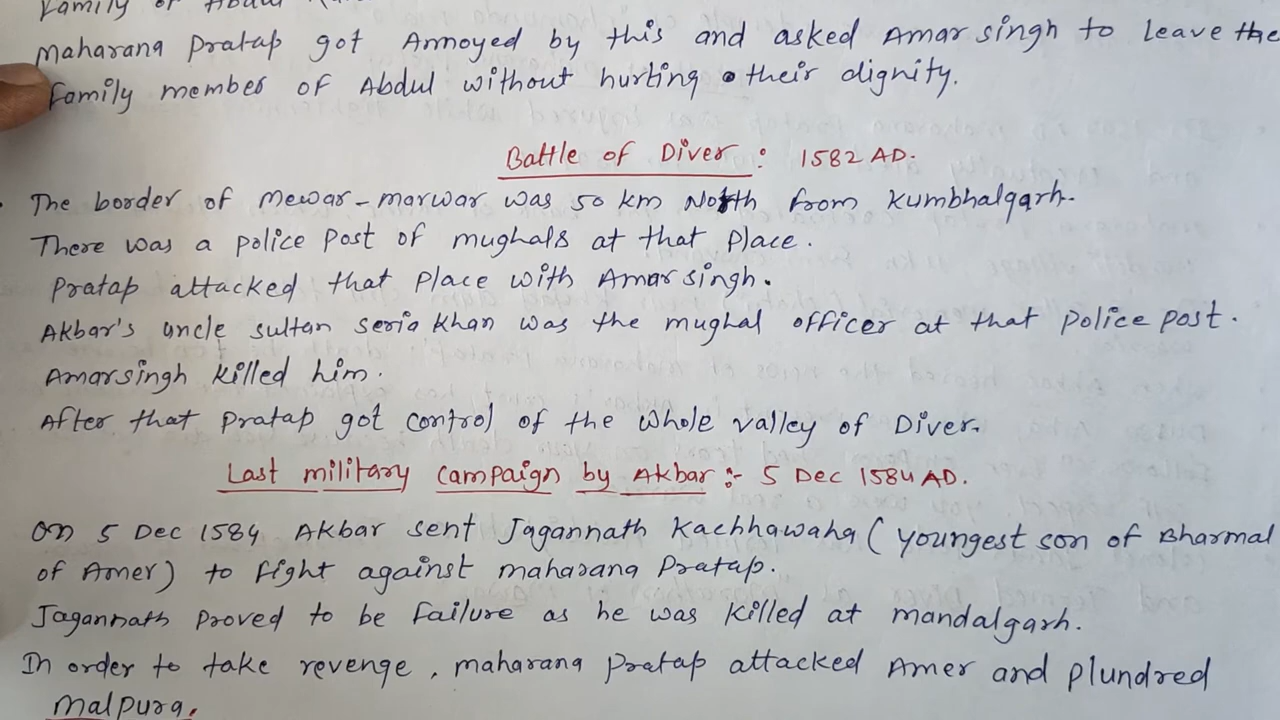 Family of Abdul
Maharana Pratap got Annoyed by this and asked Amar singh to leave the
family member of Abdul without hurting their dignity.
Battle of Diver : 1582 AD.
The border of mewar - marwar was 50 km North from Kumbhalgarh.
There was a police Post of mughals at that Place.
Pratap attacked that Place with Amarsingh.
Akbar's uncle sultan seria khan was the mughal officer at that Police post.
Amarsingh killed him.
After that Pratap got control of the whole valley of Diver.
Last military campaign by Akbar :- 5 Dec 1584 AD.
On 5 Dec 1584 Akbar sent Jagannath Kachhawaha ( youngest son of Bharmal
of Amer) to fight against maharana Pratap.
Jagannath Proved to be failure as he was killed at mandalgarh.
In order to take revenge, maharana Pratap attacked Amer and plundred
malpura.